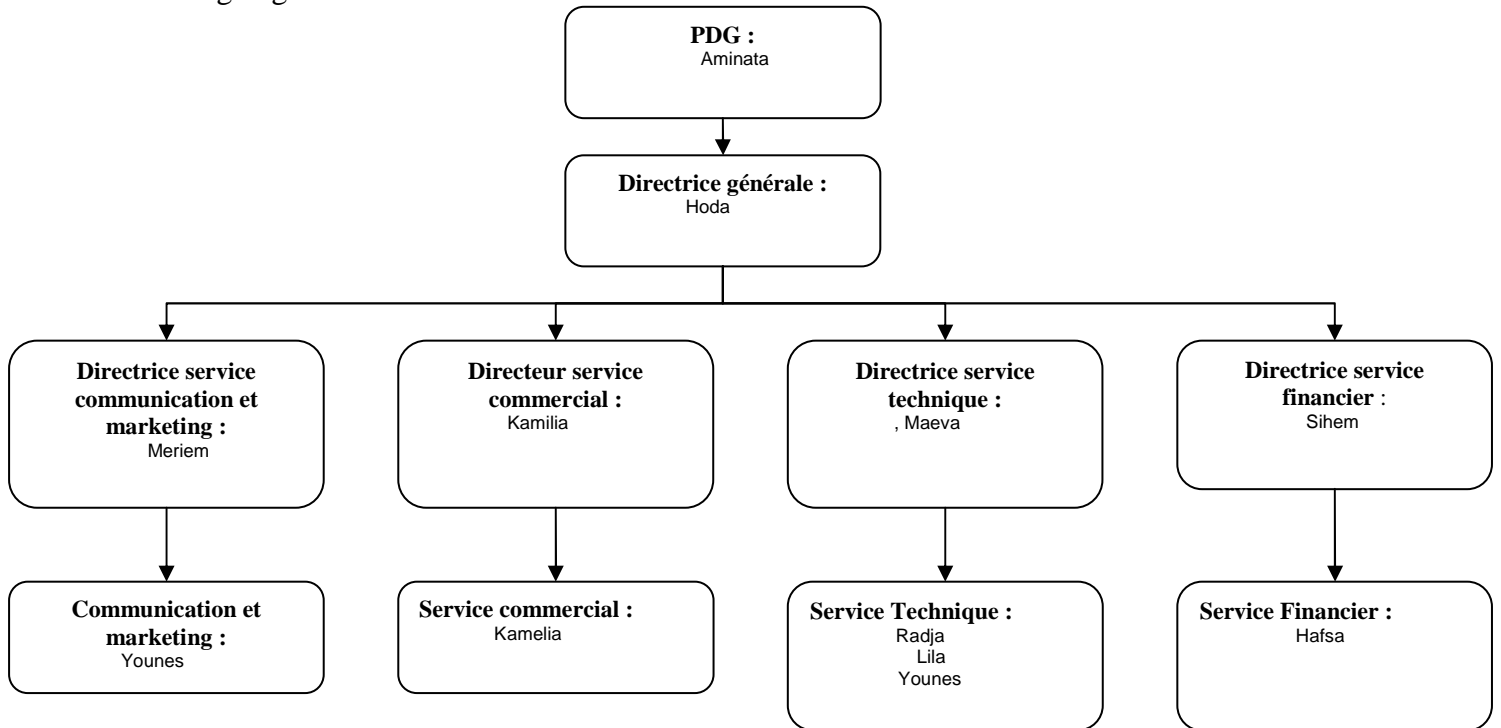 PDG :
Aminata
Directrice générale :
Hoda
Directrice service
communication et
marketing :
Meriem
Directeur service
commercial :
Kamilia
Directrice service
technique :
, Maeva
Directrice service
financier :
Sihem
Communication et
marketing :
Younes
Service commercial :
Kamelia
Service Technique :
Radja
Lila
Younes
Service Financier :
Hafsa